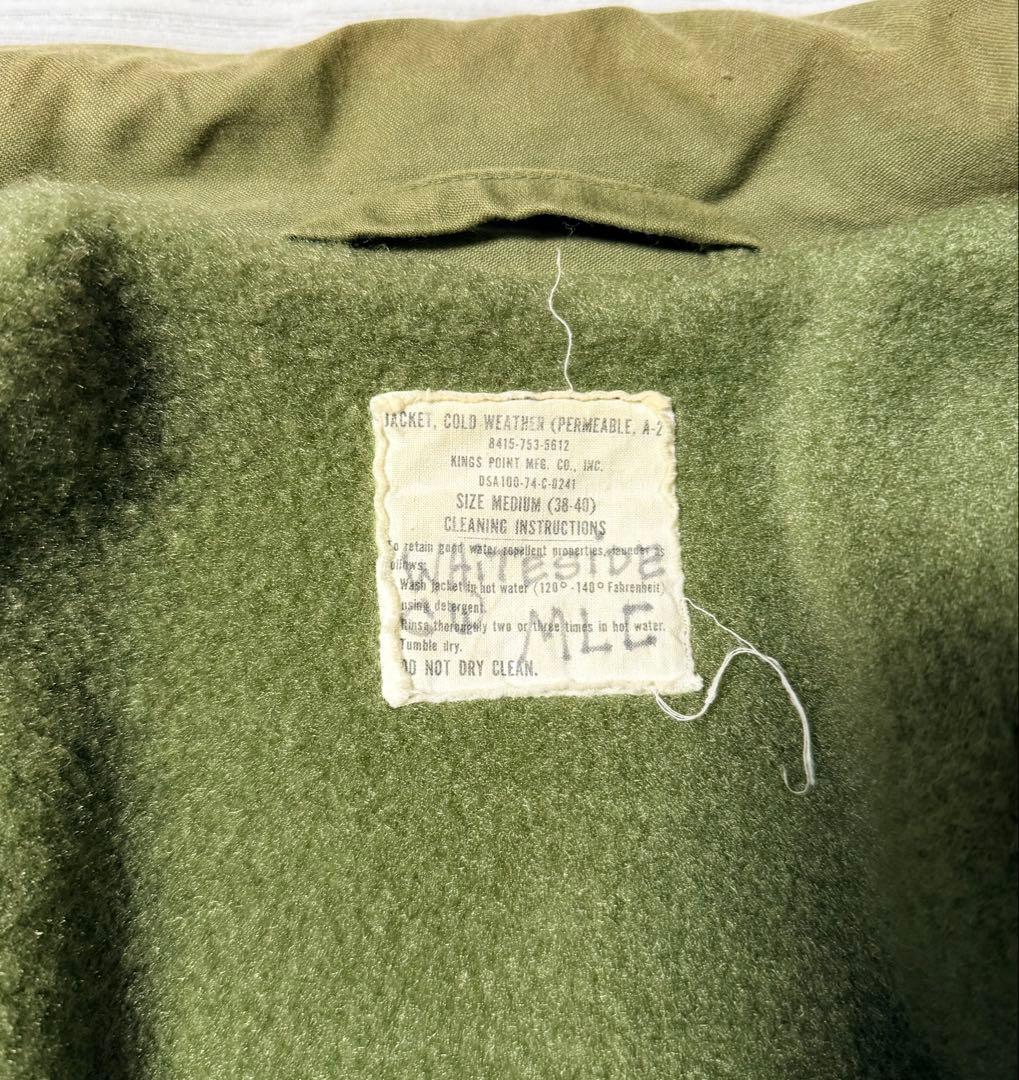 JACKET, COLD WEATHER (PERMEABLE, A-2
8415-753-5612
KINGS POINT MFG. CO., INC.
DSA100-74-C-0241
SIZE MEDIUM (38-40)
CLEANING INSTRUCTIONS
To retain good water repellent properties, launder as
ollows:
WHITESIDE
Wash jacket in hot water (120° -140° Fahrenheit)
using detergent.
Rinse thoroughly two or three times in hot water.
MLC
Tumble dry.
DO NOT DRY CLEAN.